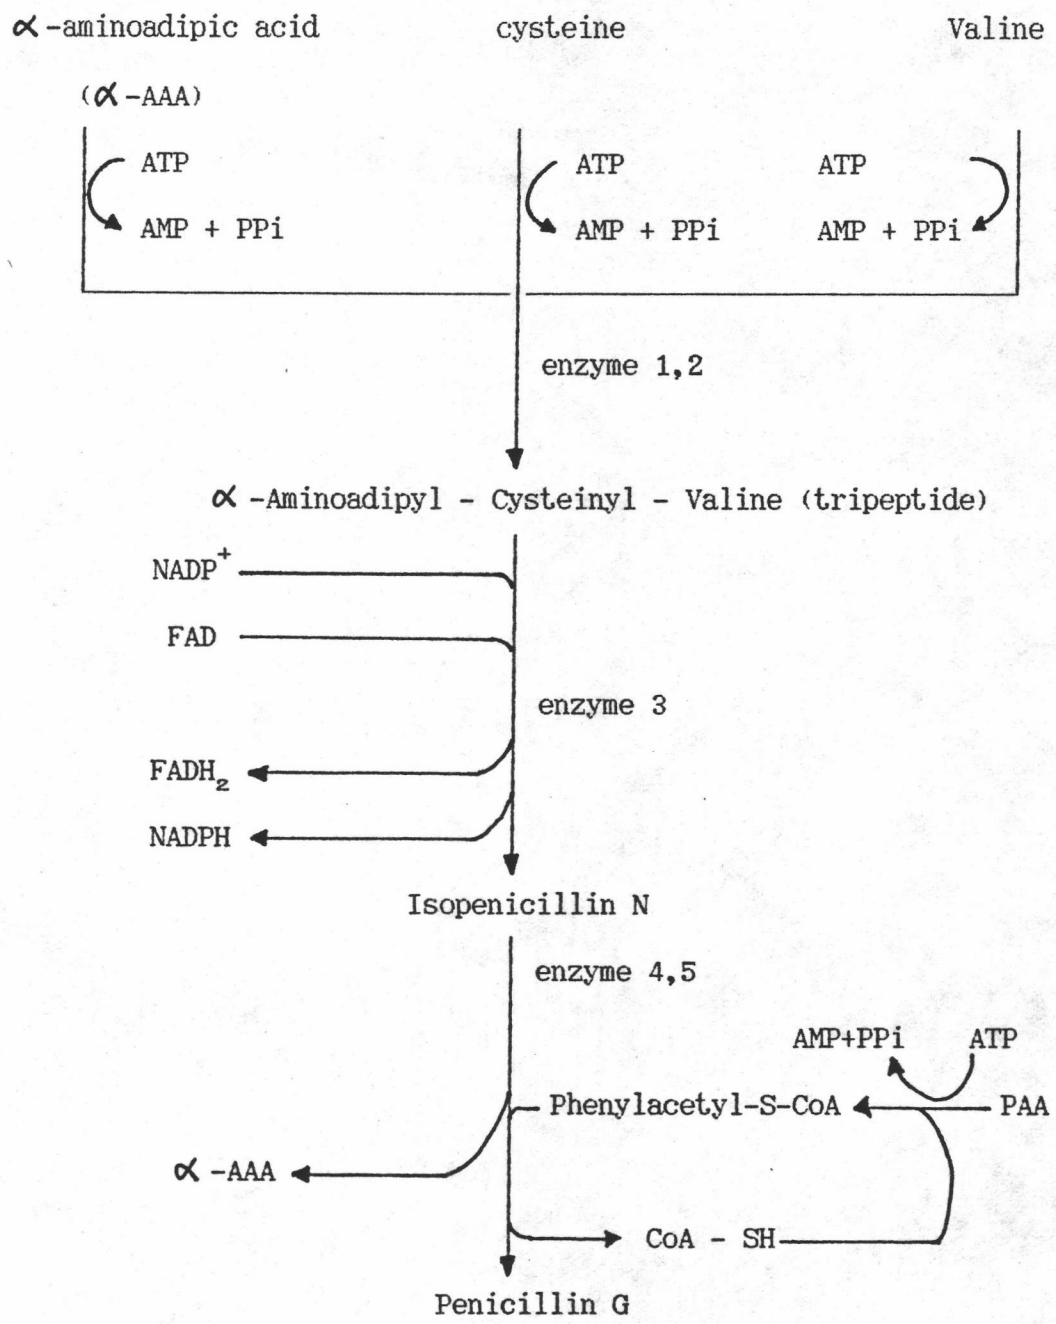 α-aminoadipic acid cysteine Valine
(α-AAA)
ATP ATP ATP
AMP + PPi AMP + PPi AMP + PPi
enzyme 1,2
α-Aminoadipyl - Cysteinyl - Valine (tripeptide)
NADP⁺
FAD
enzyme 3
FADH₂
NADPH
Isopenicillin N
enzyme 4,5
AMP+PPi ATP
Phenylacetyl-S-CoA PAA
α-AAA
CoA - SH
Penicillin G